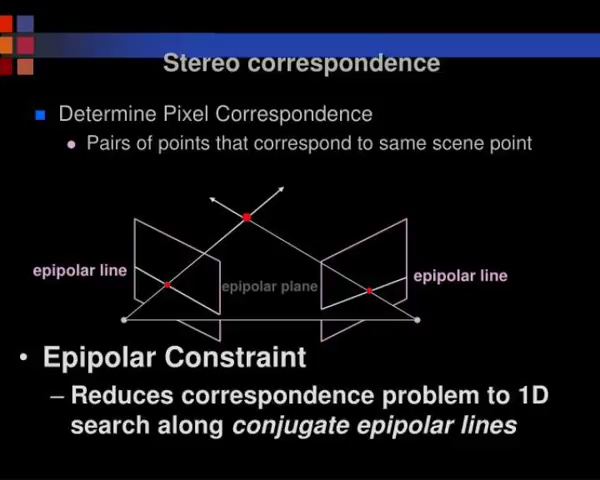 Stereo correspondence
Determine Pixel Correspondence
Pairs of points that correspond to same scene point
epipolar line
epipolar plane
epipolar line
• Epipolar Constraint
– Reduces correspondence problem to 1D
search along conjugate epipolar lines